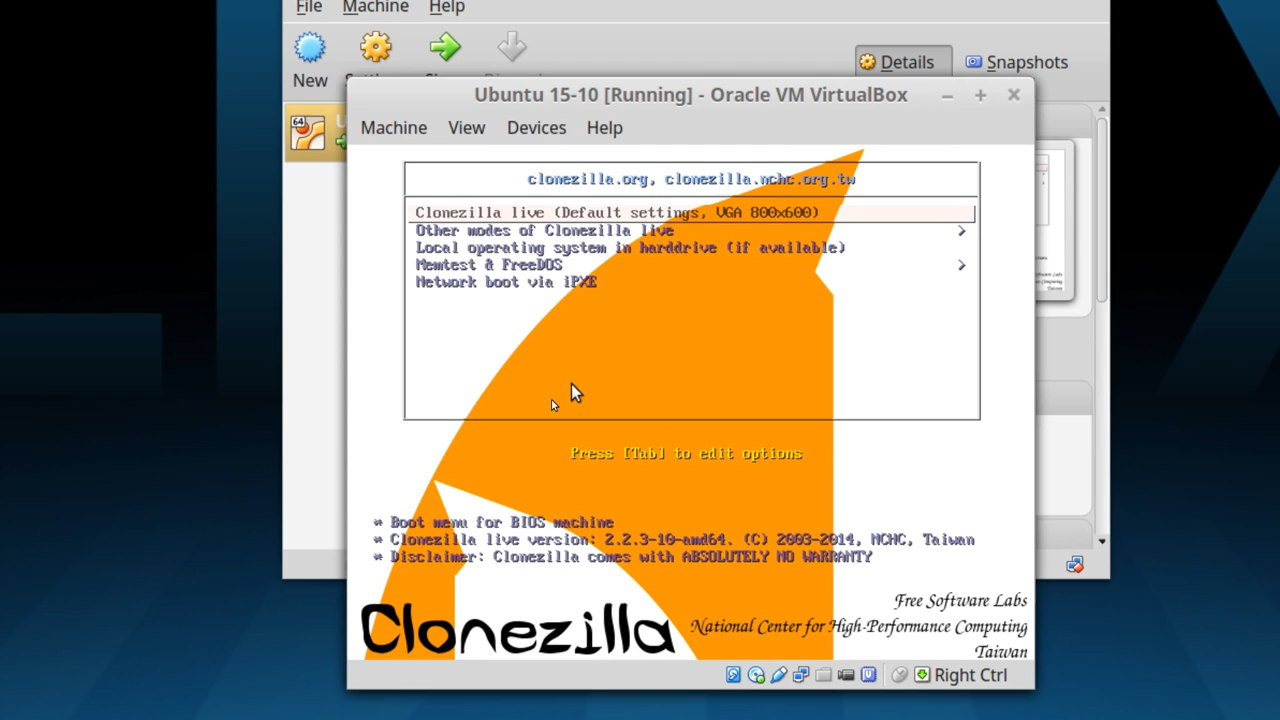 File Machine Help
New
Details Snapshots
64
Ubuntu 15-10 [Running] - Oracle VM VirtualBox
Machine View Devices Help
clonezilla.org, clonezilla.nchc.org.tw
Clonezilla live (Default settings, VGA 800x600)
Other modes of Clonezilla live >
Local operating system in harddrive (if available)
Memtest & FreeDOS >
Network boot via iPXE
Press [Tab] to edit options
* Boot menu for BIOS machine
* Clonezilla live version: 2.2.3-10-amd64. (C) 2003-2014, NCHC, Taiwan
* Disclaimer: Clonezilla comes with ABSOLUTELY NO WARRANTY
Clonezilla
Free Software Labs
National Center for High-Performance Computing
Taiwan
Right Ctrl